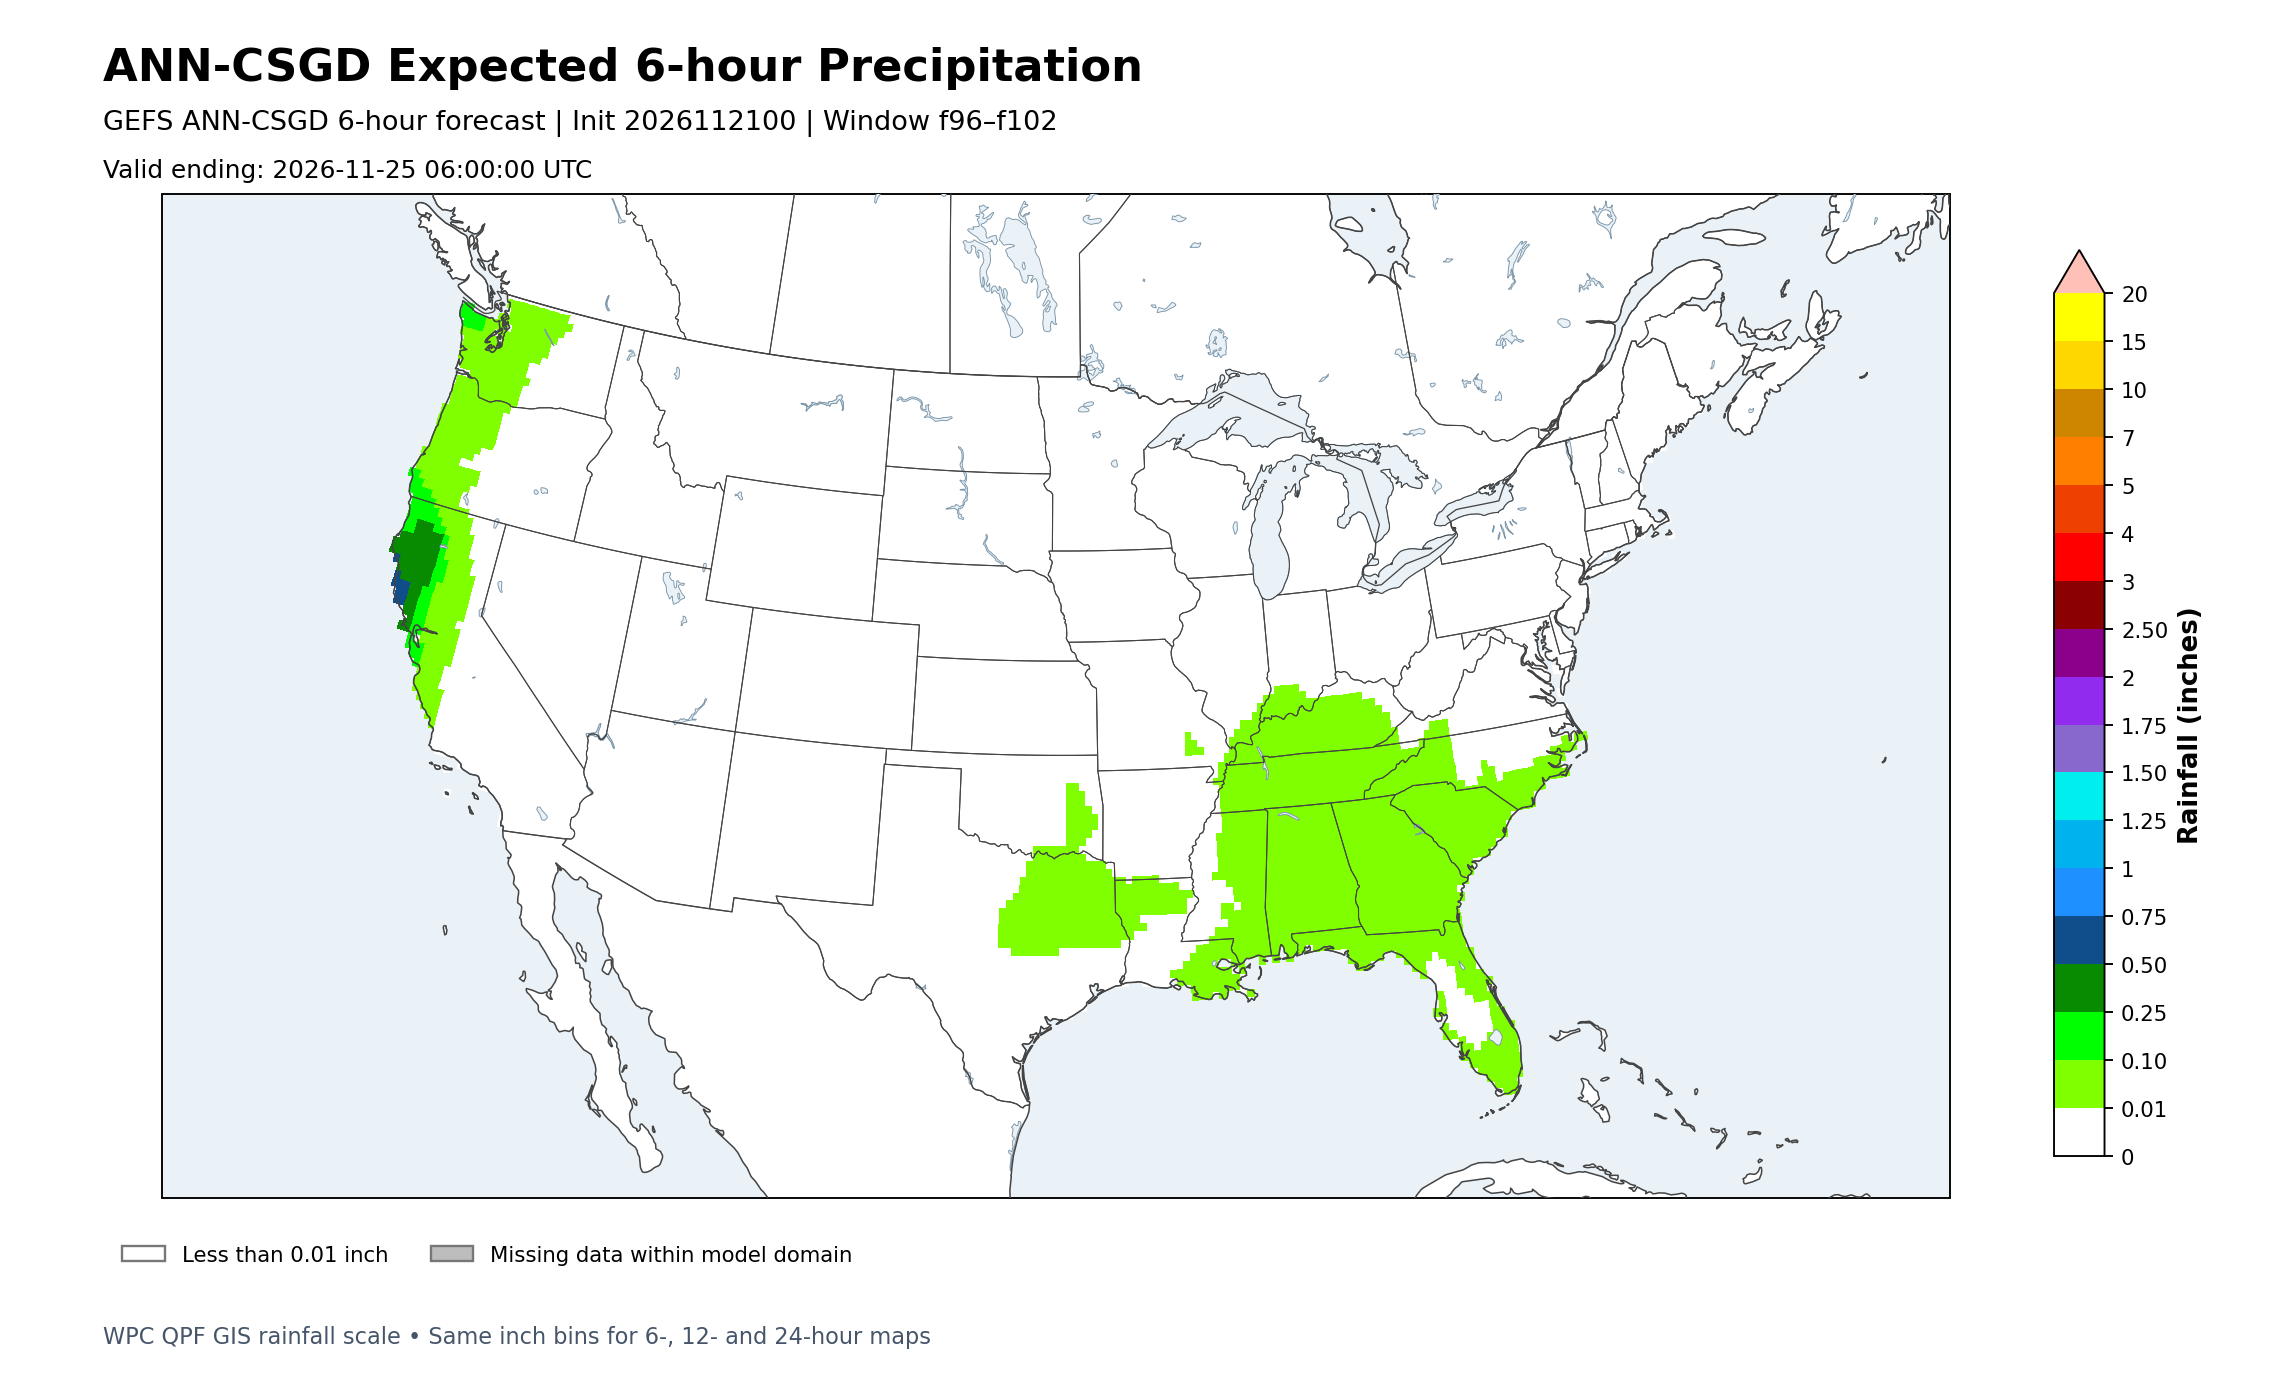 ANN-CSGD Expected 6-hour Precipitation
GEFS ANN-CSGD 6-hour forecast | Init 2026112100 | Window f96–f102
Valid ending: 2026-11-25 06:00:00 UTC
20
15
10
7
5
4
3
2.50
2
1.75
1.50
1.25
1
0.75
0.50
0.25
0.10
0.01
0
Rainfall (inches)
Less than 0.01 inch
Missing data within model domain
WPC QPF GIS rainfall scale • Same inch bins for 6-, 12- and 24-hour maps